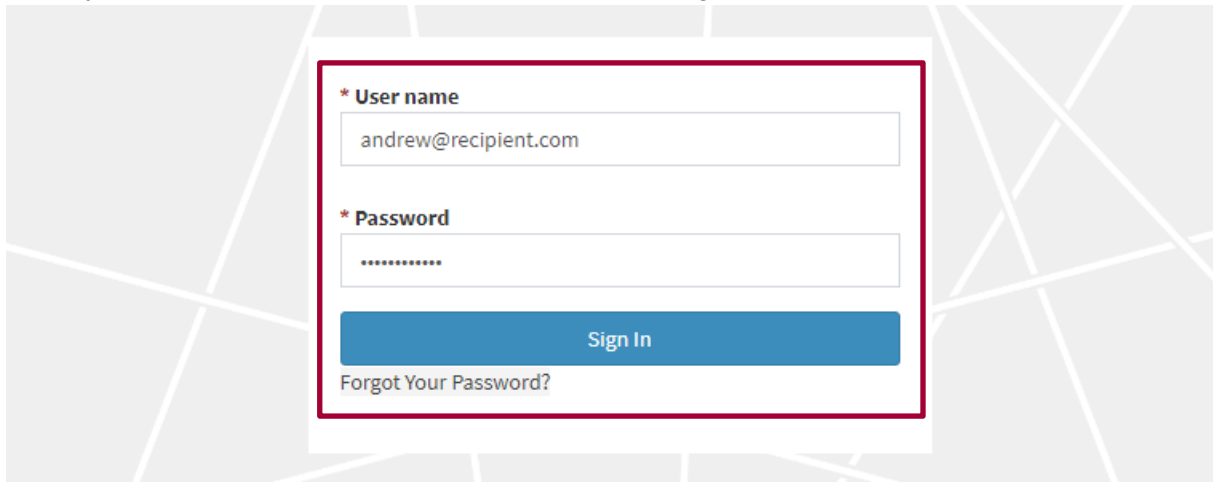 * User name
andrew@recipient.com
* Password
••••••••••••
Sign In
Forgot Your Password?